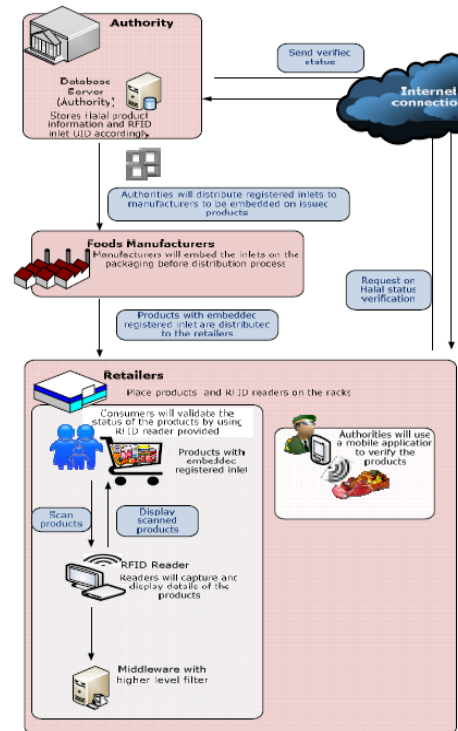 Authority
Send verified
status
Database
Server
(Authority)
Stores Halal product
information and RFID
inlet UID accordingly
Internet
connection
Authorities will distribute registered inlets to
manufacturers to be embedded on issued
products
Foods Manufacturers
Manufacturers will embed the inlets on the
packaging before distribution process
Request on
Halal status
verification
Products with embedded
registered inlet are distributed
to the retailers
Retailers
Place products and RFID readers on the racks
Consumers will validate the
status of the products by using
RFID reader provided
Products with
embedded
registered inlet
Authorities will use
a mobile application
to verify the
products
Scan
products
Display
scanned
products
RFID Reader
Readers will capture and
display details of the
products
Middleware with
higher level filter